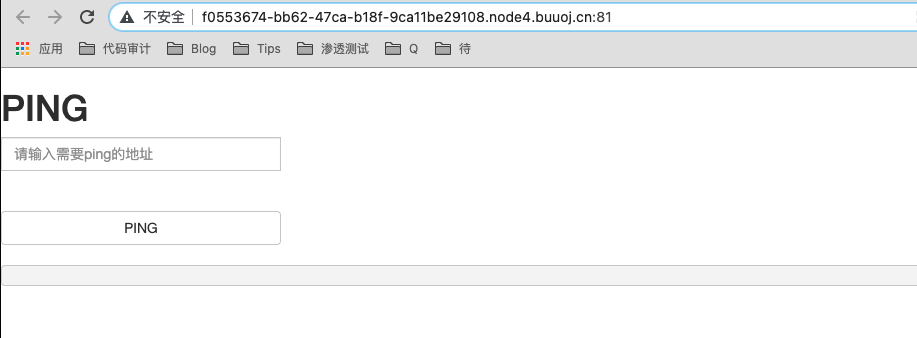 不安全 f0553674-bb62-47ca-b18f-9ca11be29108.node4.buuoj.cn:81
应用 代码审计 Blog Tips 渗透测试 Q 待
PING
请输入需要ping的地址
PING